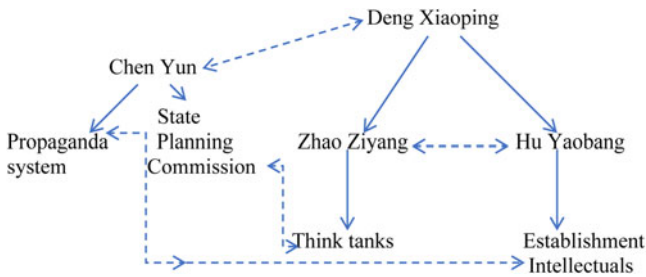 Deng Xiaoping
Chen Yun
State
Planning
Commission
Propaganda
system
Zhao Ziyang
Hu Yaobang
Think tanks
Establishment
Intellectuals